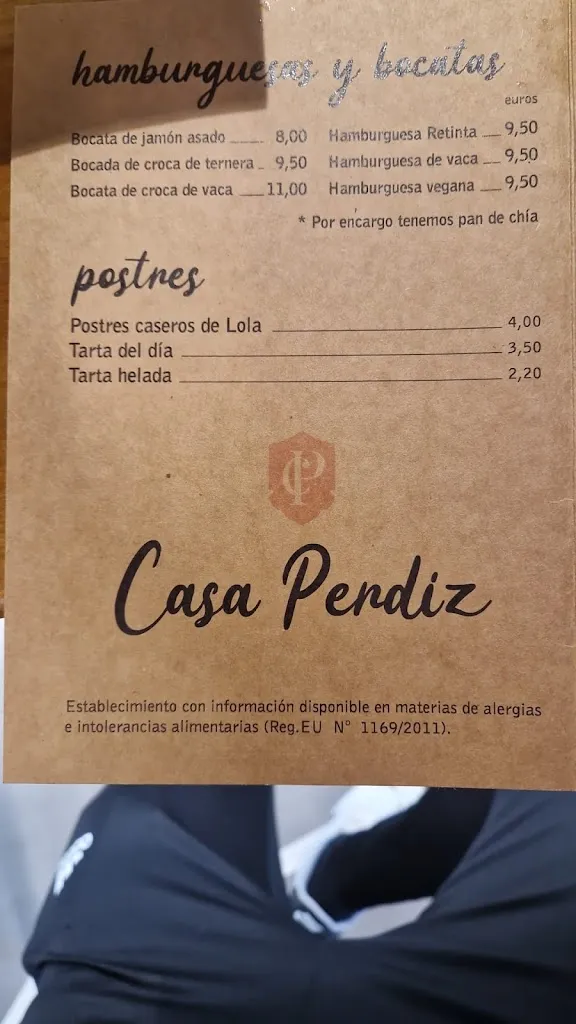 hamburguesas y bocatas
euros
Bocata de jamón asado 8,00 Hamburguesa Retinta 9,50
Bocada de croca de ternera 9,50 Hamburguesa de vaca 9,50
Bocata de croca de vaca 11,00 Hamburguesa vegana 9,50
* Por encargo tenemos pan de chía
postres
Postres caseros de Lola 4,00
Tarta del día 3,50
Tarta helada 2,20
CP
Casa Perdiz
Establecimiento con información disponible en materias de alergias
e intolerancias alimentarias (Reg.EU N° 1169/2011).